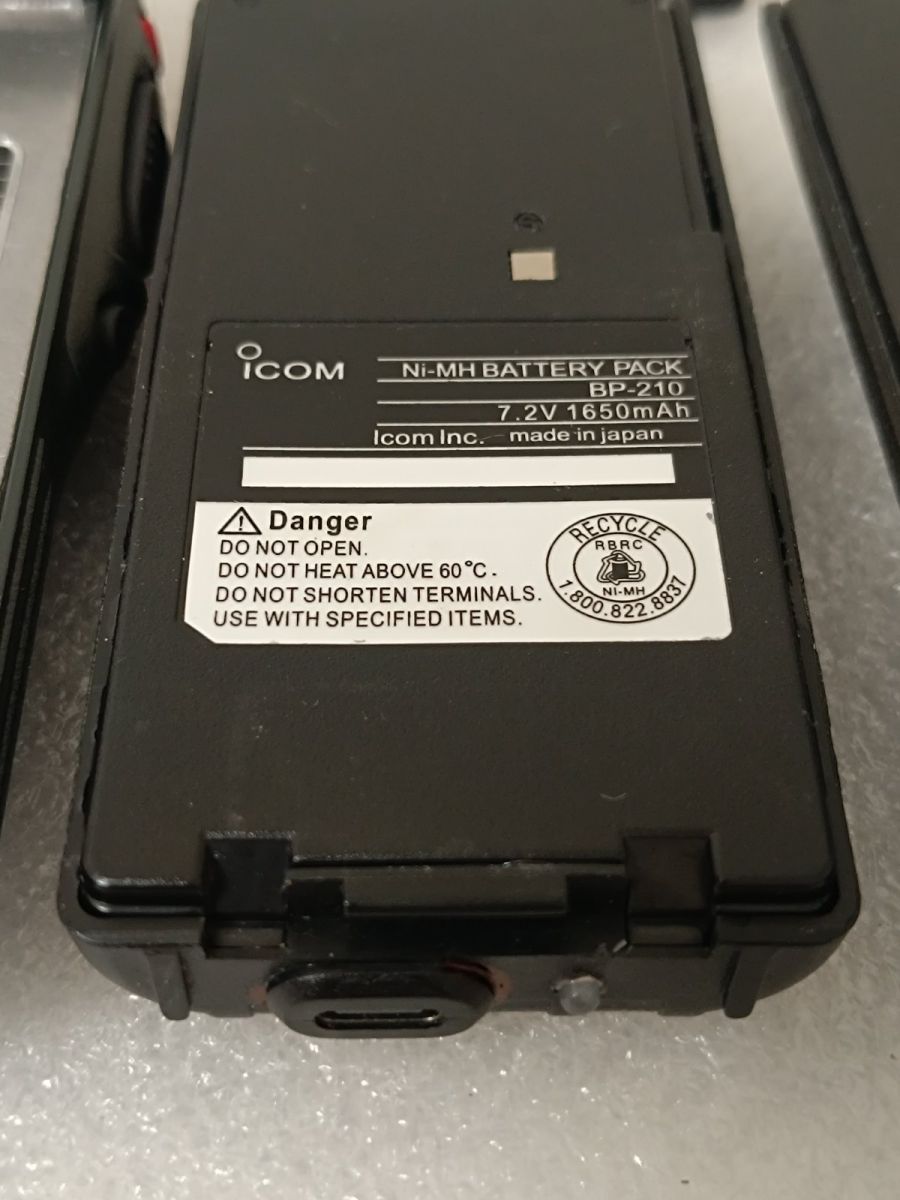 ICOM
Ni-MH BATTERY PACK
BP-210
7.2V 1650mAh
Icom Inc. made in japan
Danger
DO NOT OPEN.
DO NOT HEAT ABOVE 60°C.
DO NOT SHORTEN TERMINALS.
USE WITH SPECIFIED ITEMS.
RECYCLE
RBRC
NI-MH
1.800.822.8837